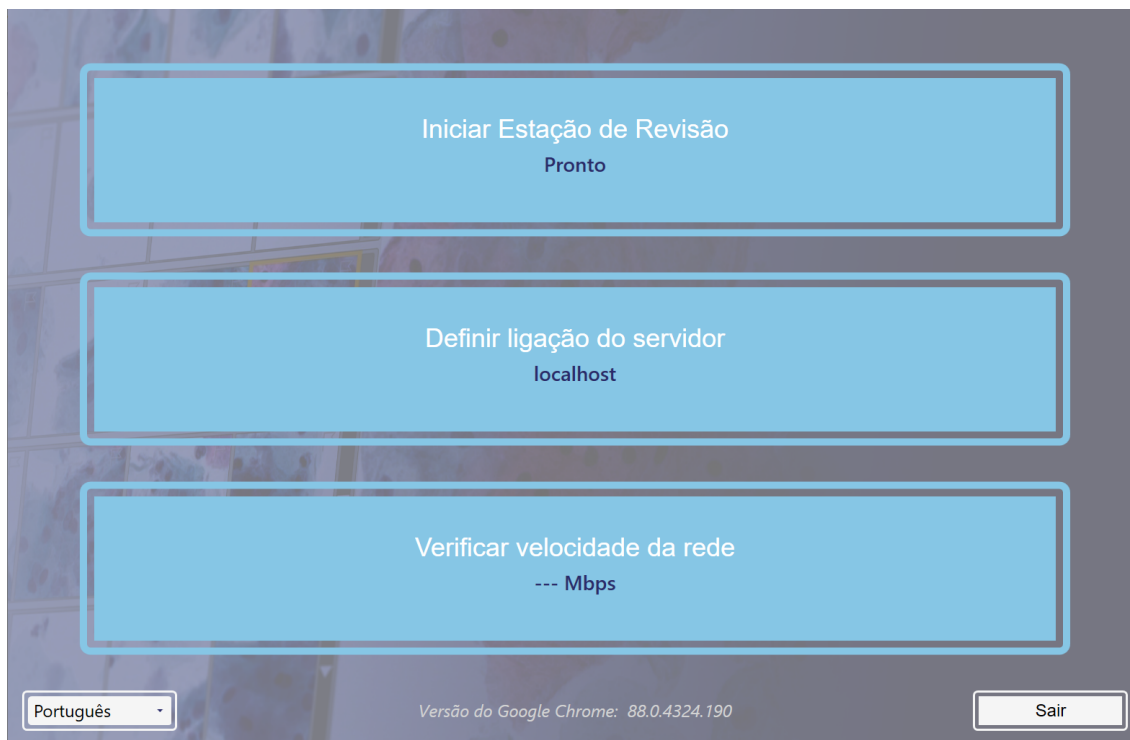 Iniciar Estação de Revisão
Pronto
Definir ligação do servidor
localhost
Verificar velocidade da rede
--- Mbps
Português
Versão do Google Chrome: 88.0.4324.190
Sair